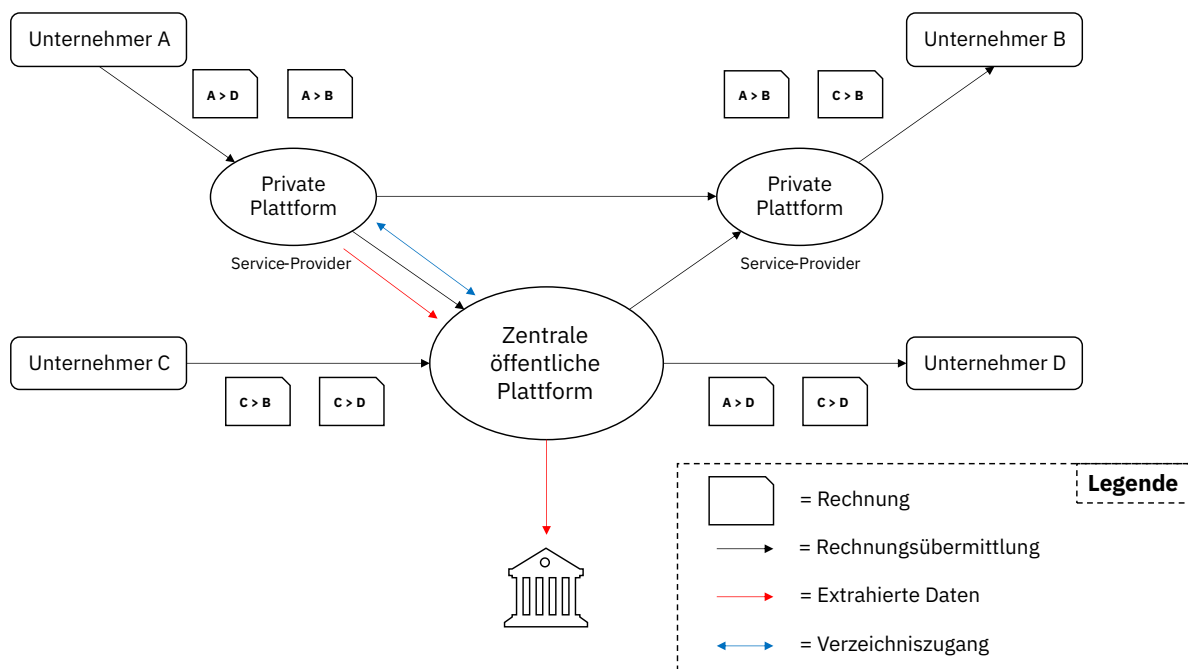 Unternehmer A
Unternehmer B
A > D
A > B
A > B
C > B
Private
Plattform
Private
Plattform
Service-Provider
Service-Provider
Unternehmer C
Zentrale
öffentliche
Plattform
Unternehmer D
C > B
C > D
A > D
C > D
Legende
= Rechnung
= Rechnungsübermittlung
= Extrahierte Daten
= Verzeichniszugang